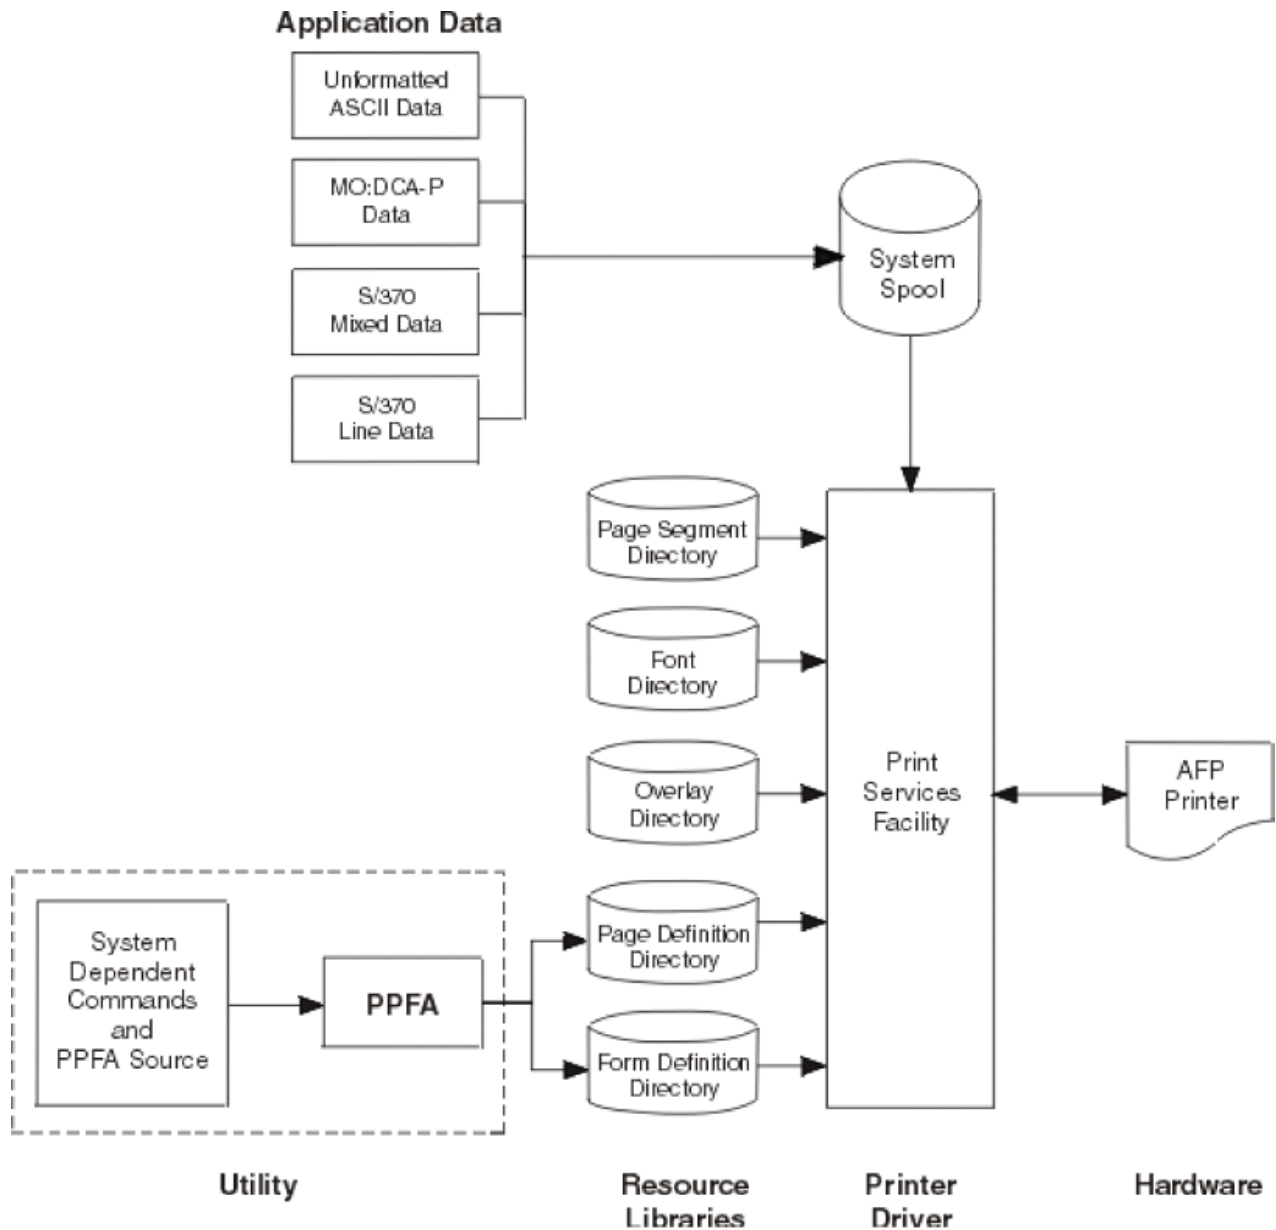 Application Data
Unformatted
ASCII Data
MO:DCA-P
Data
S/370
Mixed Data
S/370
Line Data
System
Spool
Page Segment
Directory
Font
Directory
Overlay
Directory
Page Definition
Directory
Form Definition
Directory
Print
Services
Facility
AFP
Printer
System
Dependent
Commands
and
PPFA Source
PPFA
Utility
Resource
Libraries
Printer
Driver
Hardware